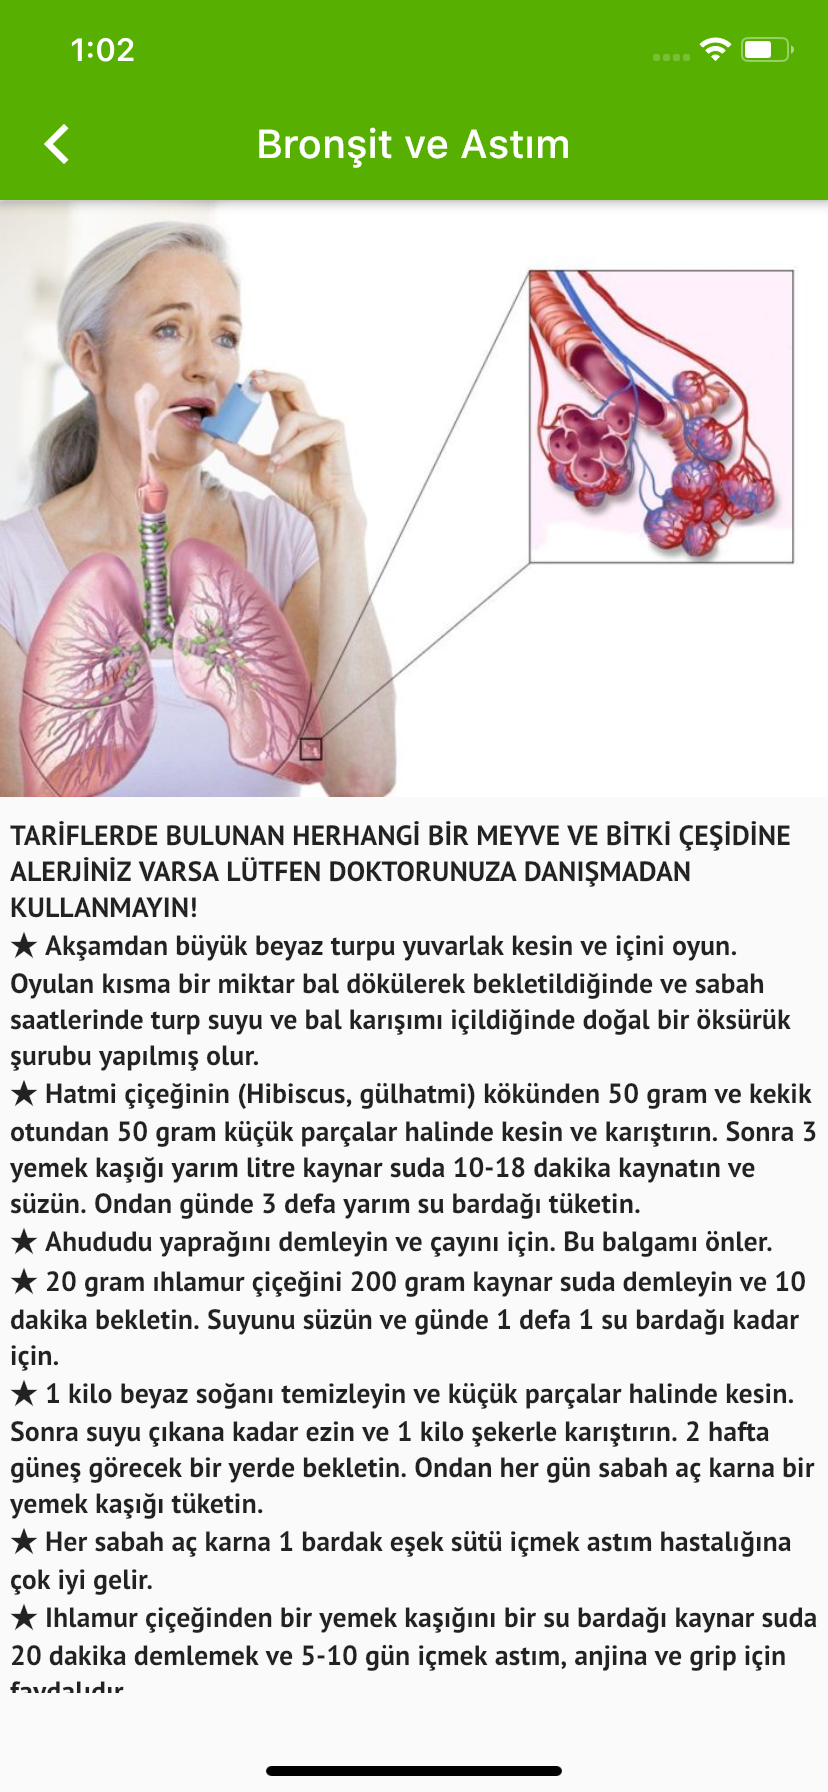 1:02
Bronşit ve Astım
TARİFLERDE BULUNAN HERHANGİ BİR MEYVE VE BİTKİ ÇEŞİDİNE
ALERJİNİZ VARSA LÜTFEN DOKTORUNUZA DANIŞMADAN
KULLANMAYIN!
★ Akşamdan büyük beyaz turpu yuvarlak kesin ve içini oyun.
Oyulan kısma bir miktar bal dökülerek bekletildiğinde ve sabah
saatlerinde turp suyu ve bal karışımı içildiğinde doğal bir öksürük
şurubu yapılmış olur.
★ Hatmi çiçeğinin (Hibiscus, gülhatmi) kökünden 50 gram ve kekik
otundan 50 gram küçük parçalar halinde kesin ve karıştırın. Sonra 3
yemek kaşığı yarım litre kaynar suda 10-18 dakika kaynatın ve
süzün. Ondan günde 3 defa yarım su bardağı tüketin.
★ Ahududu yaprağını demleyin ve çayını için. Bu balgamı önler.
★ 20 gram ıhlamur çiçeğini 200 gram kaynar suda demleyin ve 10
dakika bekletin. Suyunu süzün ve günde 1 defa 1 su bardağı kadar
için.
★ 1 kilo beyaz soğanı temizleyin ve küçük parçalar halinde kesin.
Sonra suyu çıkana kadar ezin ve 1 kilo şekerle karıştırın. 2 hafta
güneş görecek bir yerde bekletin. Ondan her gün sabah aç karna bir
yemek kaşığı tüketin.
★ Her sabah aç karna 1 bardak eşek sütü içmek astım hastalığına
çok iyi gelir.
★ Ihlamur çiçeğinden bir yemek kaşığını bir su bardağı kaynar suda
20 dakika demlemek ve 5-10 gün içmek astım, anjina ve grip için
faydalıdır